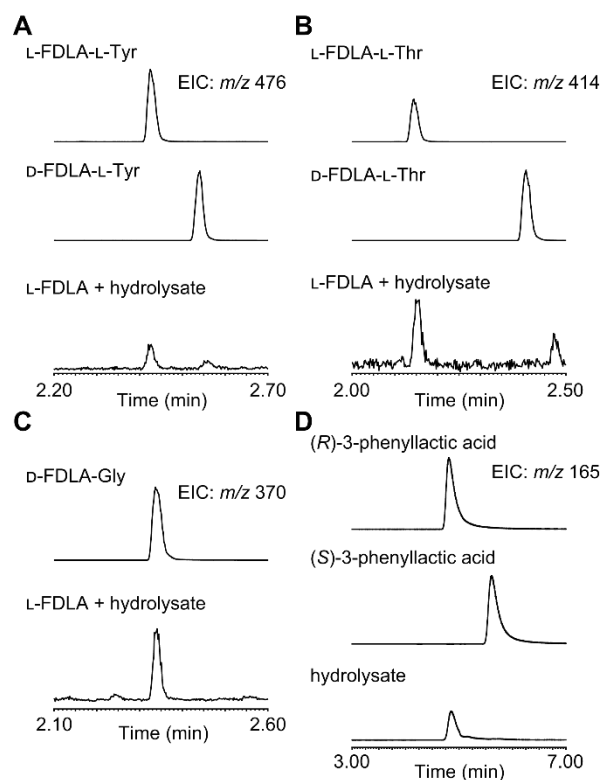 A
ʟ-FDLA-ʟ-Tyr
EIC: m/z 476
ᴅ-FDLA-ʟ-Tyr
ʟ-FDLA + hydrolysate
2.20 2.70
Time (min)
B
ʟ-FDLA-ʟ-Thr
EIC: m/z 414
ᴅ-FDLA-ʟ-Thr
ʟ-FDLA + hydrolysate
2.00 2.50
Time (min)
C
ᴅ-FDLA-Gly
EIC: m/z 370
ʟ-FDLA + hydrolysate
2.10 2.60
Time (min)
D
(R)-3-phenyllactic acid
EIC: m/z 165
(S)-3-phenyllactic acid
hydrolysate
3.00 7.00
Time (min)